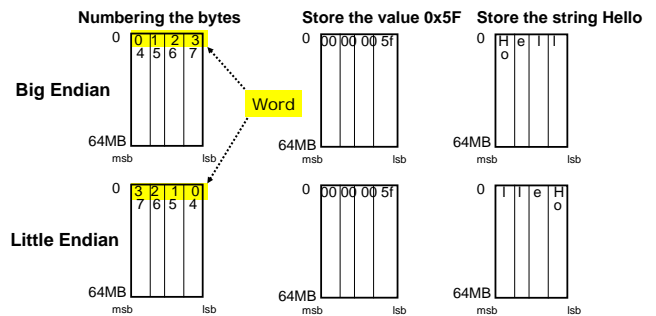 Numbering the bytes Store the value 0x5F Store the string Hello
0 0 1 2 3 0 00 00 00 5f 0 H e l l
4 5 6 7 o
Big Endian
Word
64MB 64MB 64MB
msb lsb msb lsb msb lsb
0 3 2 1 0 0 00 00 00 5f 0 l l e H
7 6 5 4 o
Little Endian
64MB 64MB 64MB
msb lsb msb lsb msb lsb